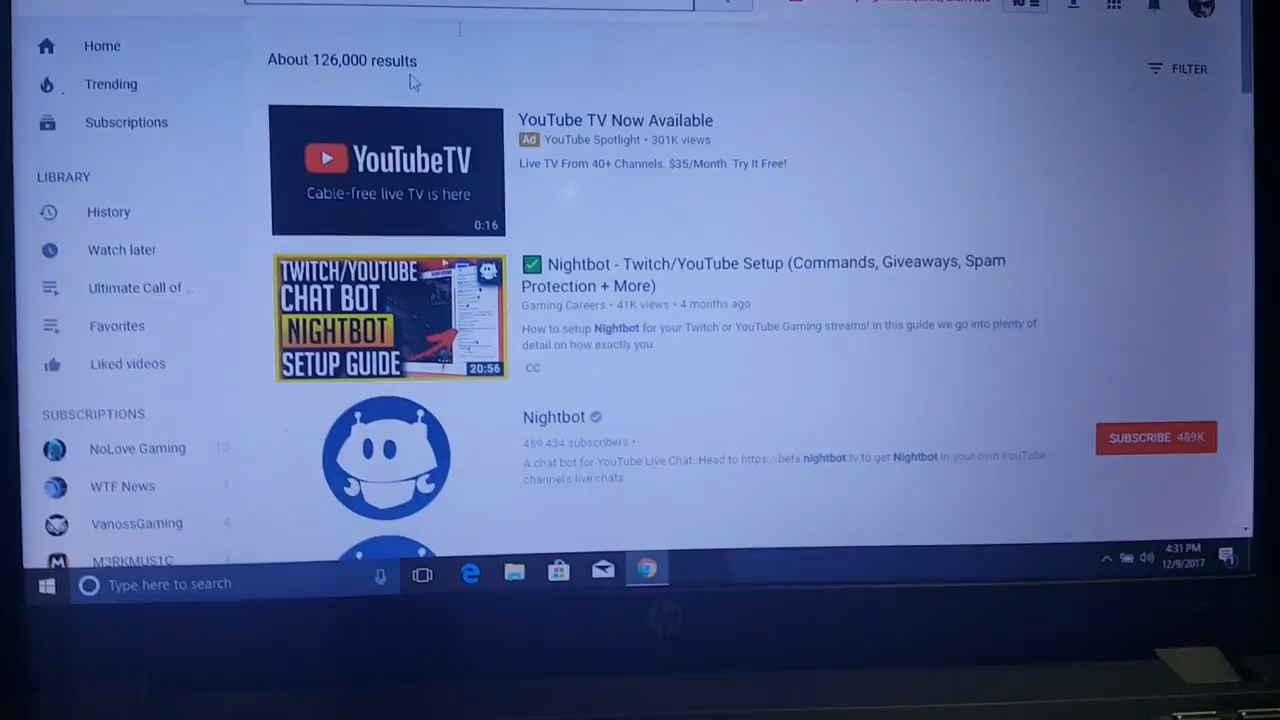 Home
About 126,000 results
FILTER
Trending
Subscriptions
YouTube TV Now Available
Ad YouTube Spotlight • 301K views
Live TV From 40+ Channels. $35/Month. Try It Free!
YouTubeTV
Cable-free live TV is here
0:16
LIBRARY
History
Watch later
Ultimate Call of ...
Favorites
Liked videos
TWITCH/YOUTUBE
CHAT BOT
NIGHTBOT
SETUP GUIDE
20:56
Nightbot - Twitch/YouTube Setup (Commands, Giveaways, Spam
Protection + More)
Gaming Careers • 41K views • 4 months ago
How to setup Nightbot for your Twitch or YouTube Gaming streams! In this guide we go into plenty of
detail on how exactly you
CC
SUBSCRIPTIONS
NoLove Gaming 13
WTF News 1
VanossGaming 4
M3RKMUS1C 4
Nightbot
489,434 subscribers •
A chat bot for YouTube Live Chat. Head to https://beta.nightbot.tv to get Nightbot in your own YouTube
channel's live chats.
SUBSCRIBE 489K
Type here to search
4:31 PM
12/9/2017
1
hp